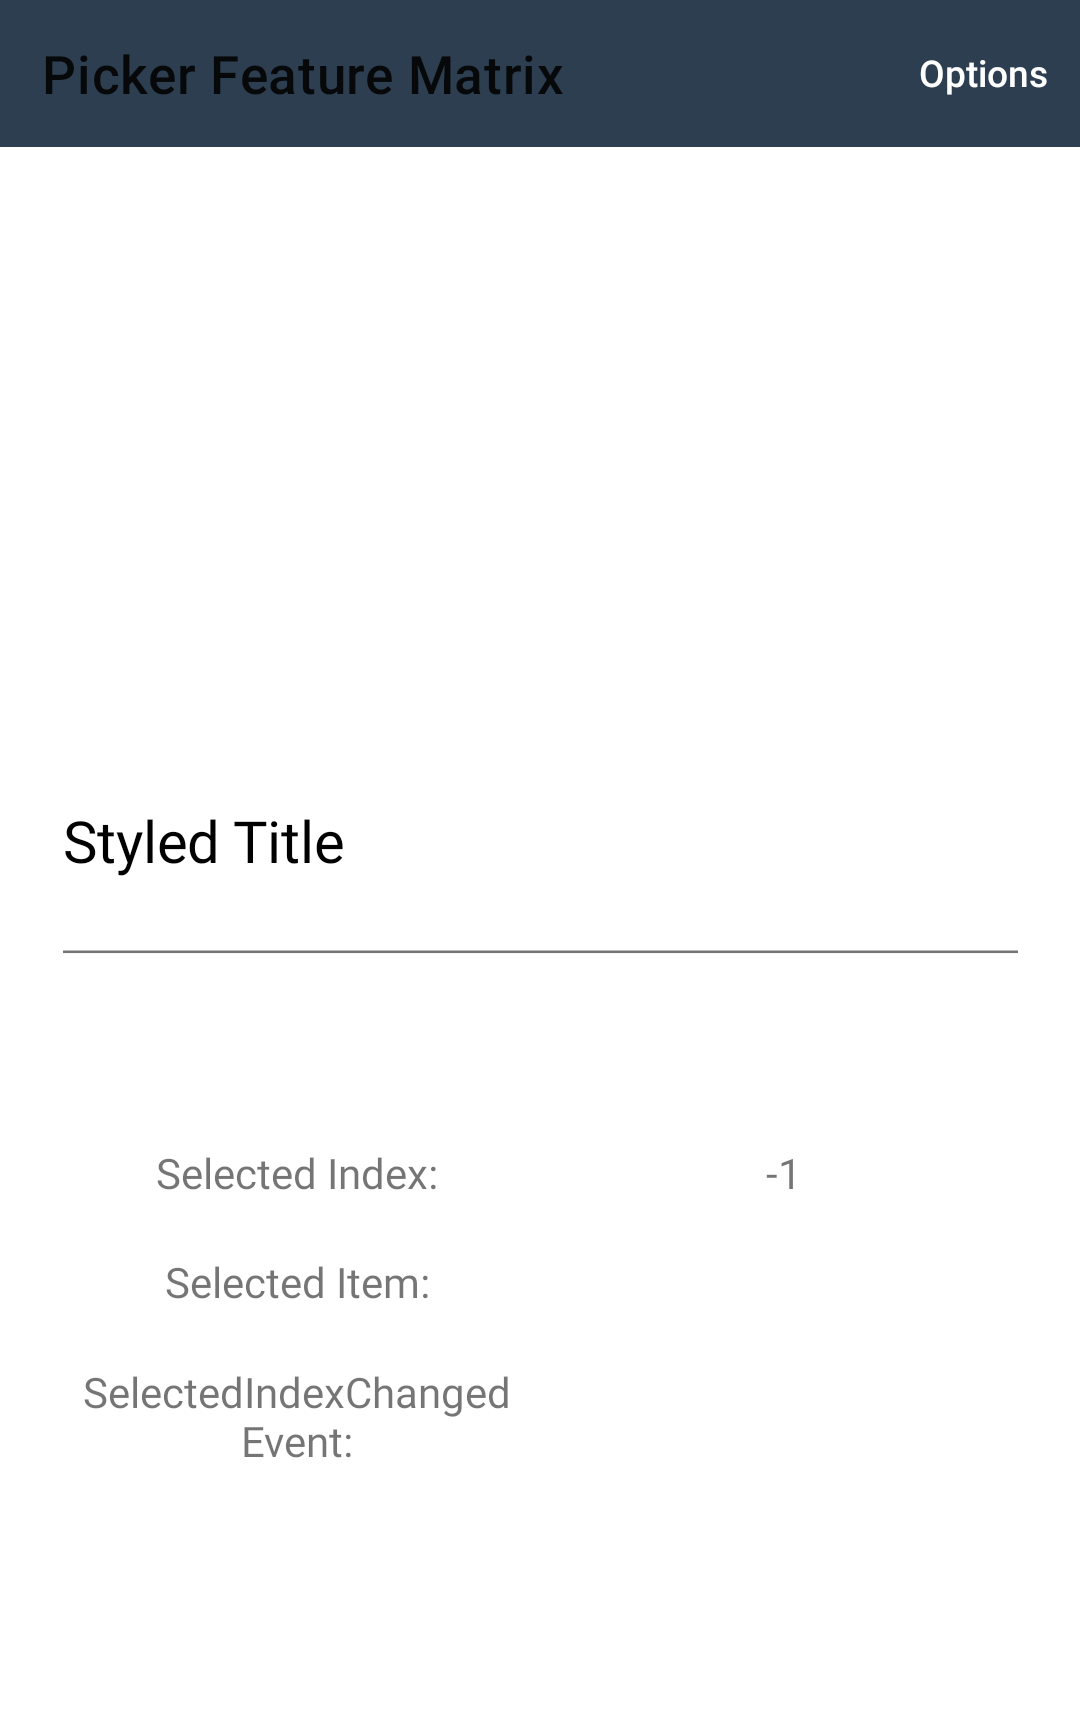 Picker Feature Matrix
Options
Styled Title
Selected Index:
-1
Selected Item:
SelectedIndexChanged
Event: